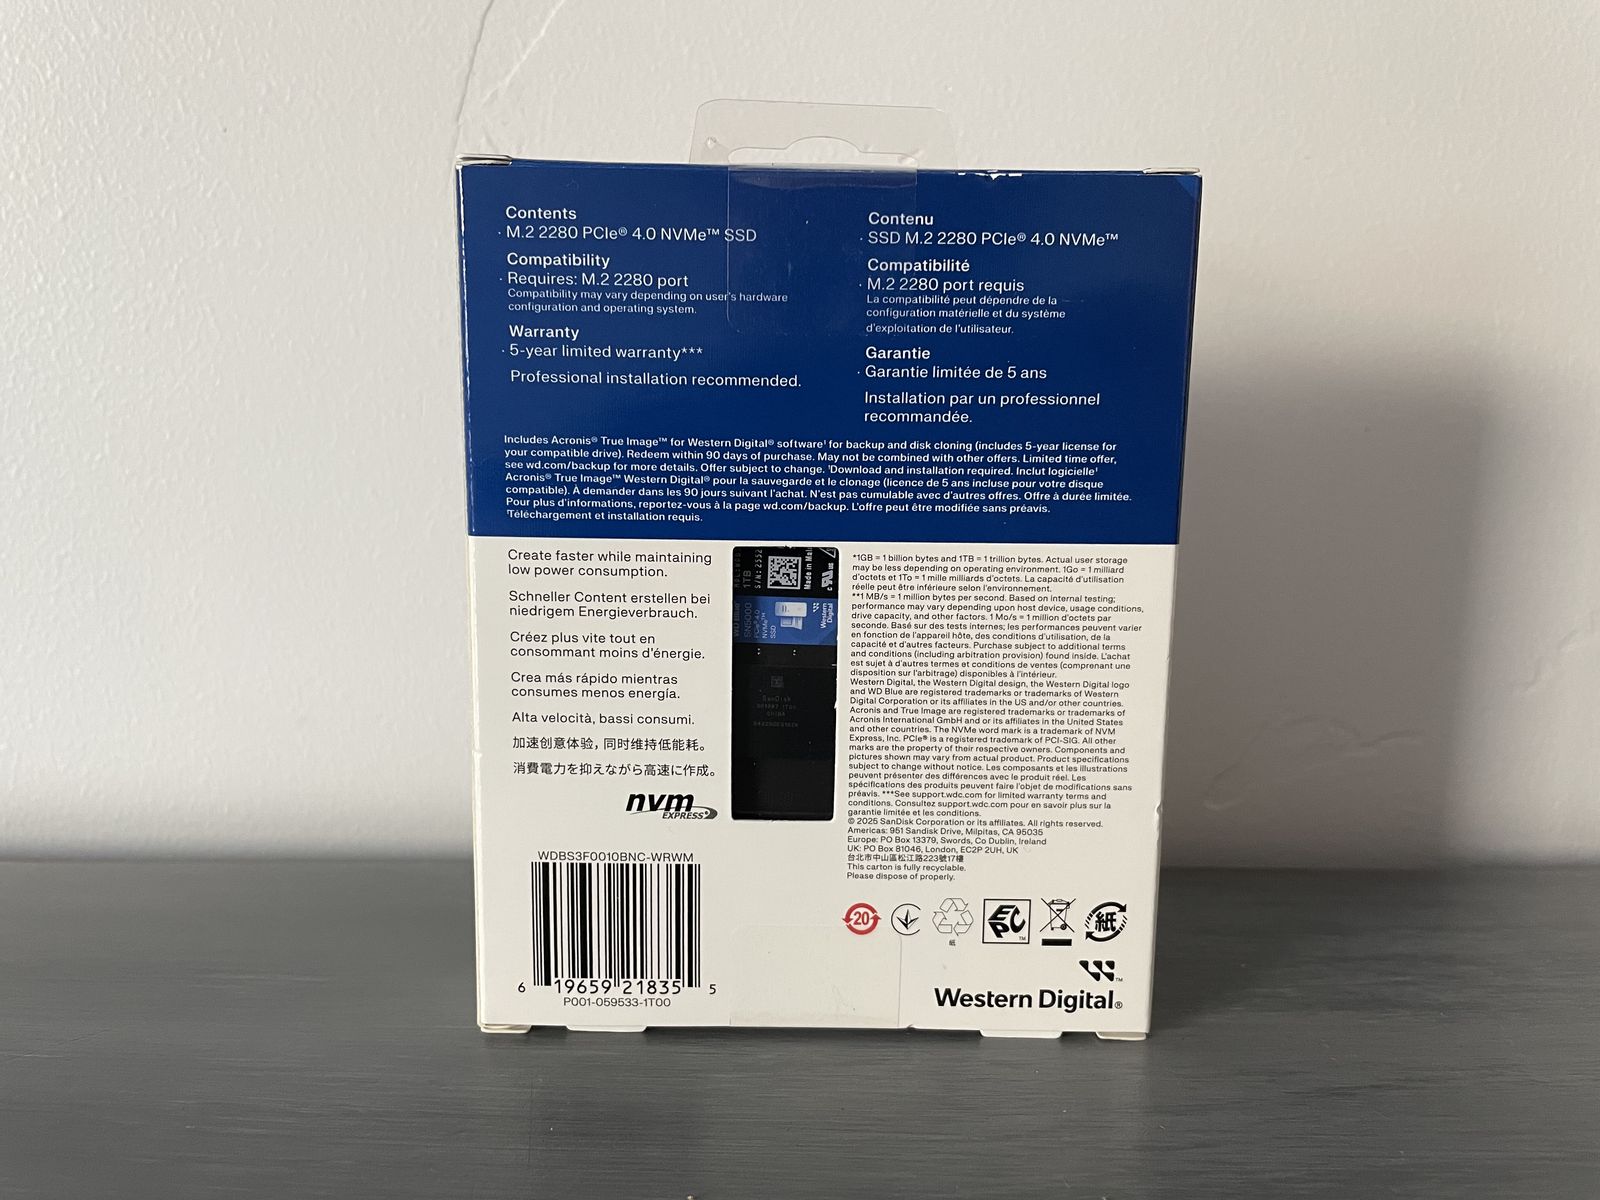 Contents
· M.2 2280 PCIe® 4.0 NVMe™ SSD
Compatibility
· Requires: M.2 2280 port
Compatibility may vary depending on user's hardware
configuration and operating system.
Warranty
· 5-year limited warranty***
Professional installation recommended.
Contenu
· SSD M.2 2280 PCIe® 4.0 NVMe™
Compatibilité
· M.2 2280 port requis
La compatibilité peut dépendre de la
configuration matérielle et du système
d'exploitation de l'utilisateur.
Garantie
· Garantie limitée de 5 ans
Installation par un professionnel
recommandée.
Includes Acronis® True Image™ for Western Digital® software¹ for backup and disk cloning (includes 5-year license for
your compatible drive). Redeem within 90 days of purchase. May not be combined with other offers. Limited time offer,
see wd.com/backup for more details. Offer subject to change. ¹Download and installation required. Inclut logicielle¹
Acronis® True Image™ Western Digital® pour la sauvegarde et le clonage (licence de 5 ans incluse pour votre disque
compatible). À demander dans les 90 jours suivant l'achat. N'est pas cumulable avec d'autres offres. Offre à durée limitée.
Pour plus d'informations, reportez-vous à la page wd.com/backup. L'offre peut être modifiée sans préavis.
¹Téléchargement et installation requis.
Create faster while maintaining
low power consumption.
Schneller Content erstellen bei
niedrigem Energieverbrauch.
Créez plus vite tout en
consommant moins d'énergie.
Crea más rápido mientras
consumes menos energía.
Alta velocità, bassi consumi.
加速创意体验，同时维持低能耗。
消費電力を抑えながら高速に作成。
nvm
EXPRESS
1TB
S/N: 2552
Made in Mal
WD Blue
SN5000
PCIe® 4.0
NVMe™
SSD
Western
Digital
SanDisk
CHINA
*1GB = 1 billion bytes and 1TB = 1 trillion bytes. Actual user storage
may be less depending on operating environment. 1Go = 1 milliard
d'octets et 1To = 1 mille milliards d'octets. La capacité d'utilisation
réelle peut être inférieure selon l'environnement.
**1 MB/s = 1 million bytes per second. Based on internal testing;
performance may vary depending upon host device, usage conditions,
drive capacity, and other factors. 1 Mo/s = 1 million d'octets par
seconde. Basé sur des tests internes; les performances peuvent varier
en fonction de l'appareil hôte, des conditions d'utilisation, de la
capacité et d'autres facteurs. Purchase subject to additional terms
and conditions (including arbitration provision) found inside. L'achat
est sujet à d'autres termes et conditions de ventes (comprenant une
disposition sur l'arbitrage) disponibles à l'intérieur.
Western Digital, the Western Digital design, the Western Digital logo
and WD Blue are registered trademarks or trademarks of Western
Digital Corporation or its affiliates in the US and/or other countries.
Acronis and True Image are registered trademarks or trademarks of
Acronis International GmbH and or its affiliates in the United States
and other countries. The NVMe word mark is a trademark of NVM
Express, Inc. PCIe® is a registered trademark of PCI-SIG. All other
marks are the property of their respective owners. Components and
pictures shown may vary from actual product. Product specifications
subject to change without notice. Les composants et les illustrations
peuvent présenter des différences avec le produit réel. Les
spécifications des produits peuvent faire l'objet de modifications sans
préavis. ***See support.wdc.com for limited warranty terms and
conditions. Consultez support.wdc.com pour en savoir plus sur la
garantie limitée et les conditions.
© 2025 SanDisk Corporation or its affiliates. All rights reserved.
Americas: 951 Sandisk Drive, Milpitas, CA 95035
Europe: PO Box 13379, Swords, Co Dublin, Ireland
UK: PO Box 81046, London, EC2P 2UH, UK
台北市中山區松江路223號17樓
This carton is fully recyclable.
Please dispose of properly.
WDBS3F0010BNC-WRWM
6 19659 21835 5
P001-059533-1T00
20
紙
EPC™
紙
Western Digital®